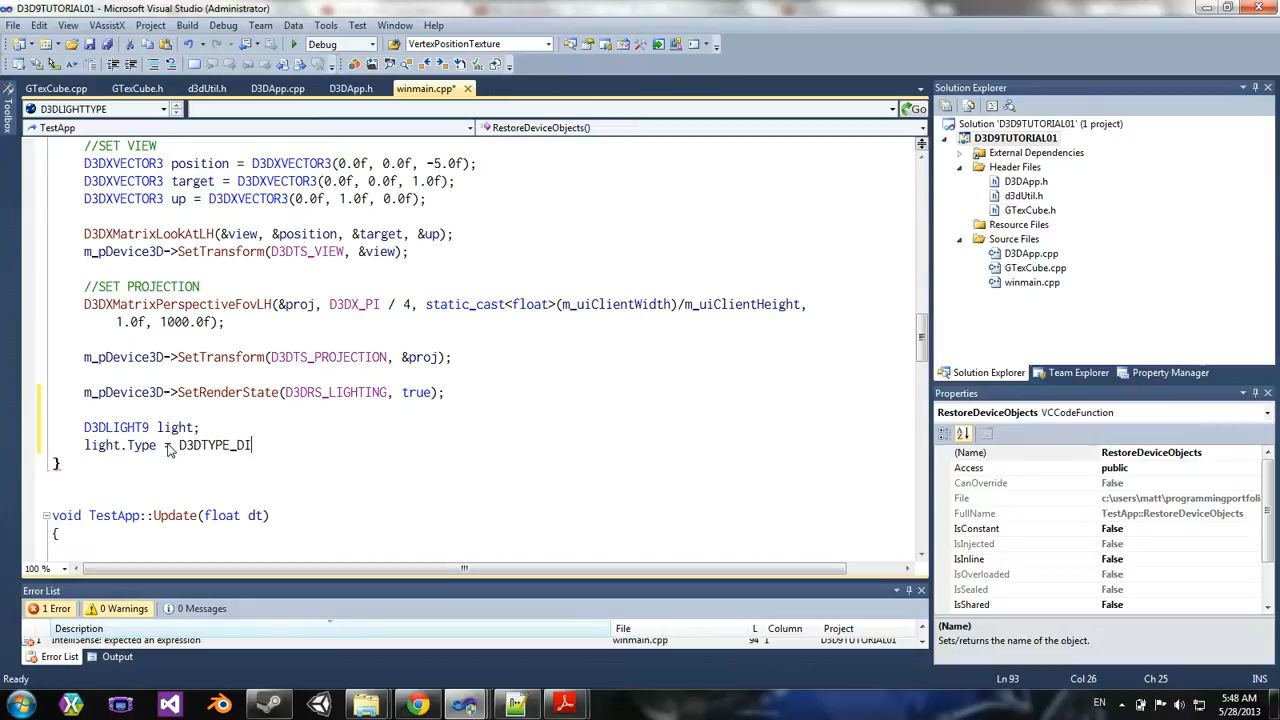 D3D9TUTORIAL01 - Microsoft Visual Studio (Administrator)
File Edit View VAssistX Project Build Debug Team Data Tools Test Window Help
Debug VertexPositionTexture
GTexCube.cpp GTexCube.h d3dUtil.h D3DApp.cpp D3DApp.h winmain.cpp*
D3DLIGHTTYPE Go
TestApp RestoreDeviceObjects()
Toolbox
//SET VIEW
D3DXVECTOR3 position = D3DXVECTOR3(0.0f, 0.0f, -5.0f);
D3DXVECTOR3 target = D3DXVECTOR3(0.0f, 0.0f, 1.0f);
D3DXVECTOR3 up = D3DXVECTOR3(0.0f, 1.0f, 0.0f);
D3DXMatrixLookAtLH(&view, &position, &target, &up);
m_pDevice3D->SetTransform(D3DTS_VIEW, &view);
//SET PROJECTION
D3DXMatrixPerspectiveFovLH(&proj, D3DX_PI / 4, static_cast<float>(m_uiClientWidth)/m_uiClientHeight,
1.0f, 1000.0f);
m_pDevice3D->SetTransform(D3DTS_PROJECTION, &proj);
m_pDevice3D->SetRenderState(D3DRS_LIGHTING, true);
D3DLIGHT9 light;
light.Type = D3DTYPE_DI
}
void TestApp::Update(float dt)
{
100 %
Error List
1 Error 0 Warnings 0 Messages
Description File L Column Project
1 IntelliSense: expected an expression winmain.cpp 94 1 D3D9TUTORIAL01
Error List Output
Solution Explorer
Solution 'D3D9TUTORIAL01' (1 project)
D3D9TUTORIAL01
External Dependencies
Header Files
D3DApp.h
d3dUtil.h
GTexCube.h
Resource Files
Source Files
D3DApp.cpp
GTexCube.cpp
winmain.cpp
Solution Explorer Team Explorer Property Manager
Properties
RestoreDeviceObjects VCCodeFunction
(Name) RestoreDeviceObjects
Access public
CanOverride False
File c:\users\matt\programmingportfoli
FullName TestApp::RestoreDeviceObjects
IsConstant False
IsInjected False
IsInline False
IsOverloaded False
IsSealed False
IsShared False
(Name)
Sets/returns the name of the object.
Ready Ln 93 Col 26 Ch 25 INS
EN 5:48 AM
5/28/2013